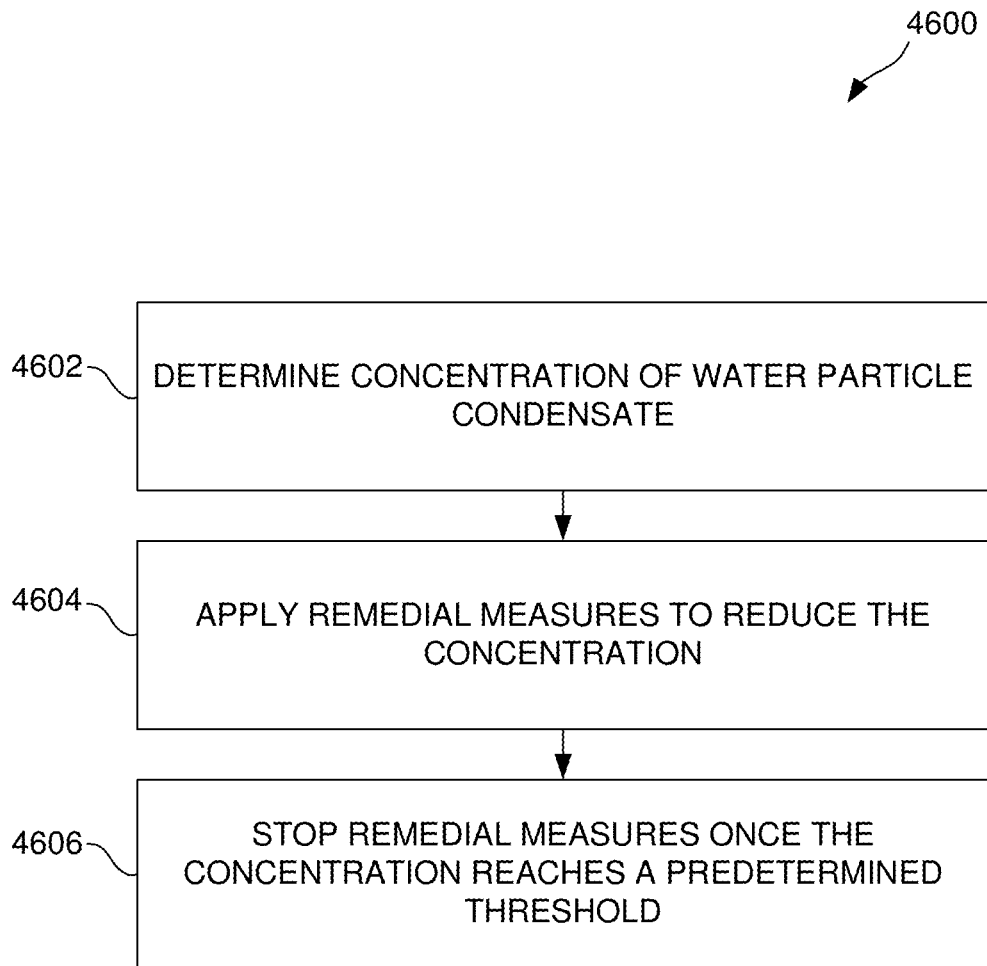 4600
4602
DETERMINE CONCENTRATION OF WATER PARTICLE
CONDENSATE
4604
APPLY REMEDIAL MEASURES TO REDUCE THE
CONCENTRATION
4606
STOP REMEDIAL MEASURES ONCE THE
CONCENTRATION REACHES A PREDETERMINED
THRESHOLD